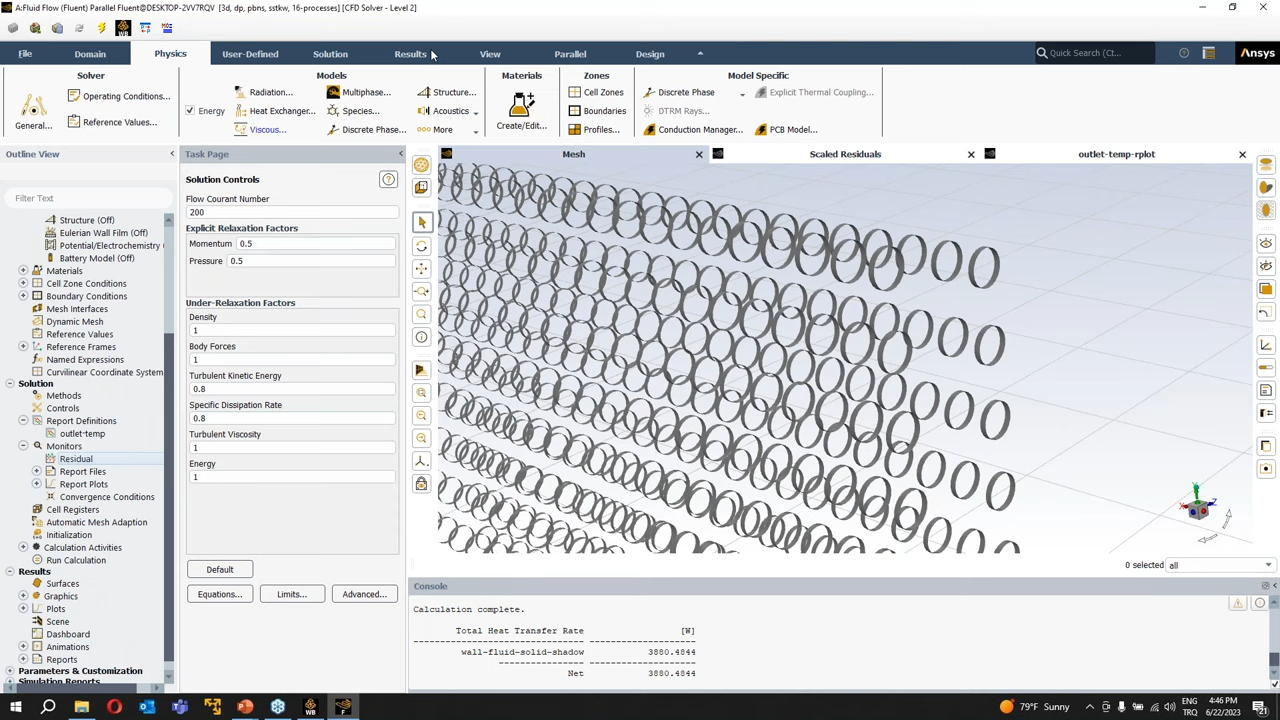 A:Fluid Flow (Fluent) Parallel Fluent@DESKTOP-2VV7RQV [3d, dp, pbns, sstkw, 16-processes] [CFD Solver - Level 2]
File Domain Physics User-Defined Solution Results View Parallel Design Quick Search (Ct... Ansys
Solver Models Materials Zones Model Specific
Operating Conditions... Radiation... Multiphase... Structure... Cell Zones Discrete Phase Explicit Thermal Coupling...
Energy Heat Exchanger... Species... Acoustics Boundaries DTRM Rays...
General... Reference Values... Create/Edit...
Viscous... Discrete Phase... More Profiles... Conduction Manager... PCB Model...
Outline View
Filter Text
Structure (Off)
Eulerian Wall Film (Off)
Potential/Electrochemistry
Battery Model (Off)
Materials
Cell Zone Conditions
Boundary Conditions
Mesh Interfaces
Dynamic Mesh
Reference Values
Reference Frames
Named Expressions
Curvilinear Coordinate System
Solution
Methods
Controls
Report Definitions
outlet-temp
Monitors
Residual
Report Files
Report Plots
Convergence Conditions
Cell Registers
Automatic Mesh Adaption
Initialization
Calculation Activities
Run Calculation
Results
Surfaces
Graphics
Plots
Scene
Dashboard
Animations
Reports
Parameters & Customization
Simulation Reports
Task Page
Solution Controls
Flow Courant Number
200
Explicit Relaxation Factors
Momentum 0.5
Pressure 0.5
Under-Relaxation Factors
Density
1
Body Forces
1
Turbulent Kinetic Energy
0.8
Specific Dissipation Rate
0.8
Turbulent Viscosity
1
Energy
1
Default
Equations... Limits... Advanced...
Mesh Scaled Residuals outlet-temp-rplot
0 selected all
Console
Calculation complete.
Total Heat Transfer Rate [W]
-------------------------------- --------------------
wall-fluid-solid-shadow 3880.4844
---------------- --------------------
Net 3880.4844
79°F Sunny
ENG
TRQ
4:46 PM
6/22/2023
21